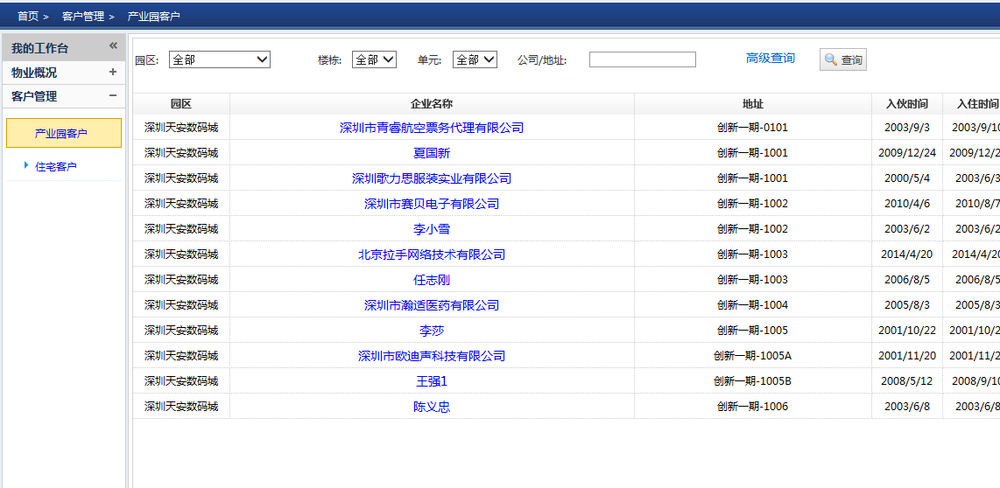 首页 > 客户管理 > 产业园客户
我的工作台 «
物业概况 +
客户管理 −
产业园客户
住宅客户
园区: 全部 楼栋: 全部 单元: 全部 公司/地址: 高级查询 查询
园区 企业名称 地址 入伙时间 入住时间
深圳天安数码城 深圳市青睿航空票务代理有限公司 创新一期-0101 2003/9/3 2003/9/10
深圳天安数码城 夏国新 创新一期-1001 2009/12/24 2009/12/2
深圳天安数码城 深圳歌力思服装实业有限公司 创新一期-1001 2000/5/4 2003/6/3
深圳天安数码城 深圳市赛贝电子有限公司 创新一期-1002 2010/4/6 2010/8/7
深圳天安数码城 李小雪 创新一期-1002 2003/6/2 2003/6/2
深圳天安数码城 北京拉手网络技术有限公司 创新一期-1003 2014/4/20 2014/4/20
深圳天安数码城 任志刚 创新一期-1003 2006/8/5 2006/8/5
深圳天安数码城 深圳市瀚适医药有限公司 创新一期-1004 2005/8/3 2005/8/3
深圳天安数码城 李莎 创新一期-1005 2001/10/22 2001/10/2
深圳天安数码城 深圳市欧迪声科技有限公司 创新一期-1005A 2001/11/20 2001/11/2
深圳天安数码城 王强1 创新一期-1005B 2008/5/12 2008/9/10
深圳天安数码城 陈义忠 创新一期-1006 2003/6/8 2003/6/8